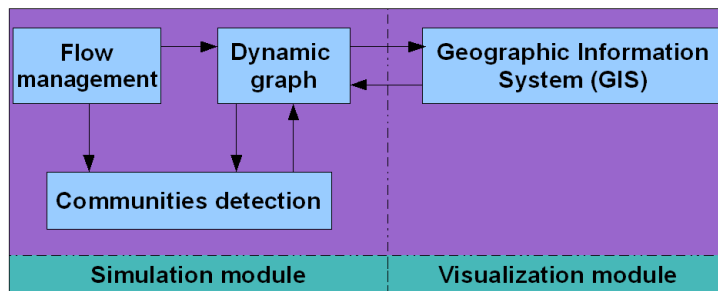 Flow
management
Dynamic
graph
Geographic Information
System (GIS)
Communities detection
Simulation module
Visualization module